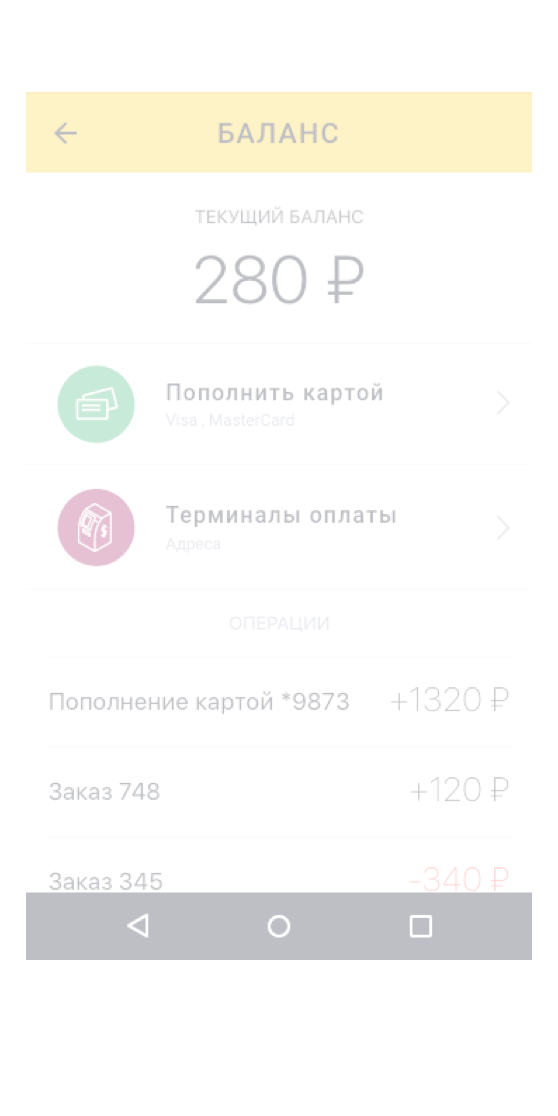 БАЛАНС
ТЕКУЩИЙ БАЛАНС
280 ₽
Пополнить картой
Visa , MasterCard
Терминалы оплаты
Адреса
ОПЕРАЦИИ
Пополнение картой *9873 +1320 ₽
Заказ 748 +120 ₽
Заказ 345 -340 ₽